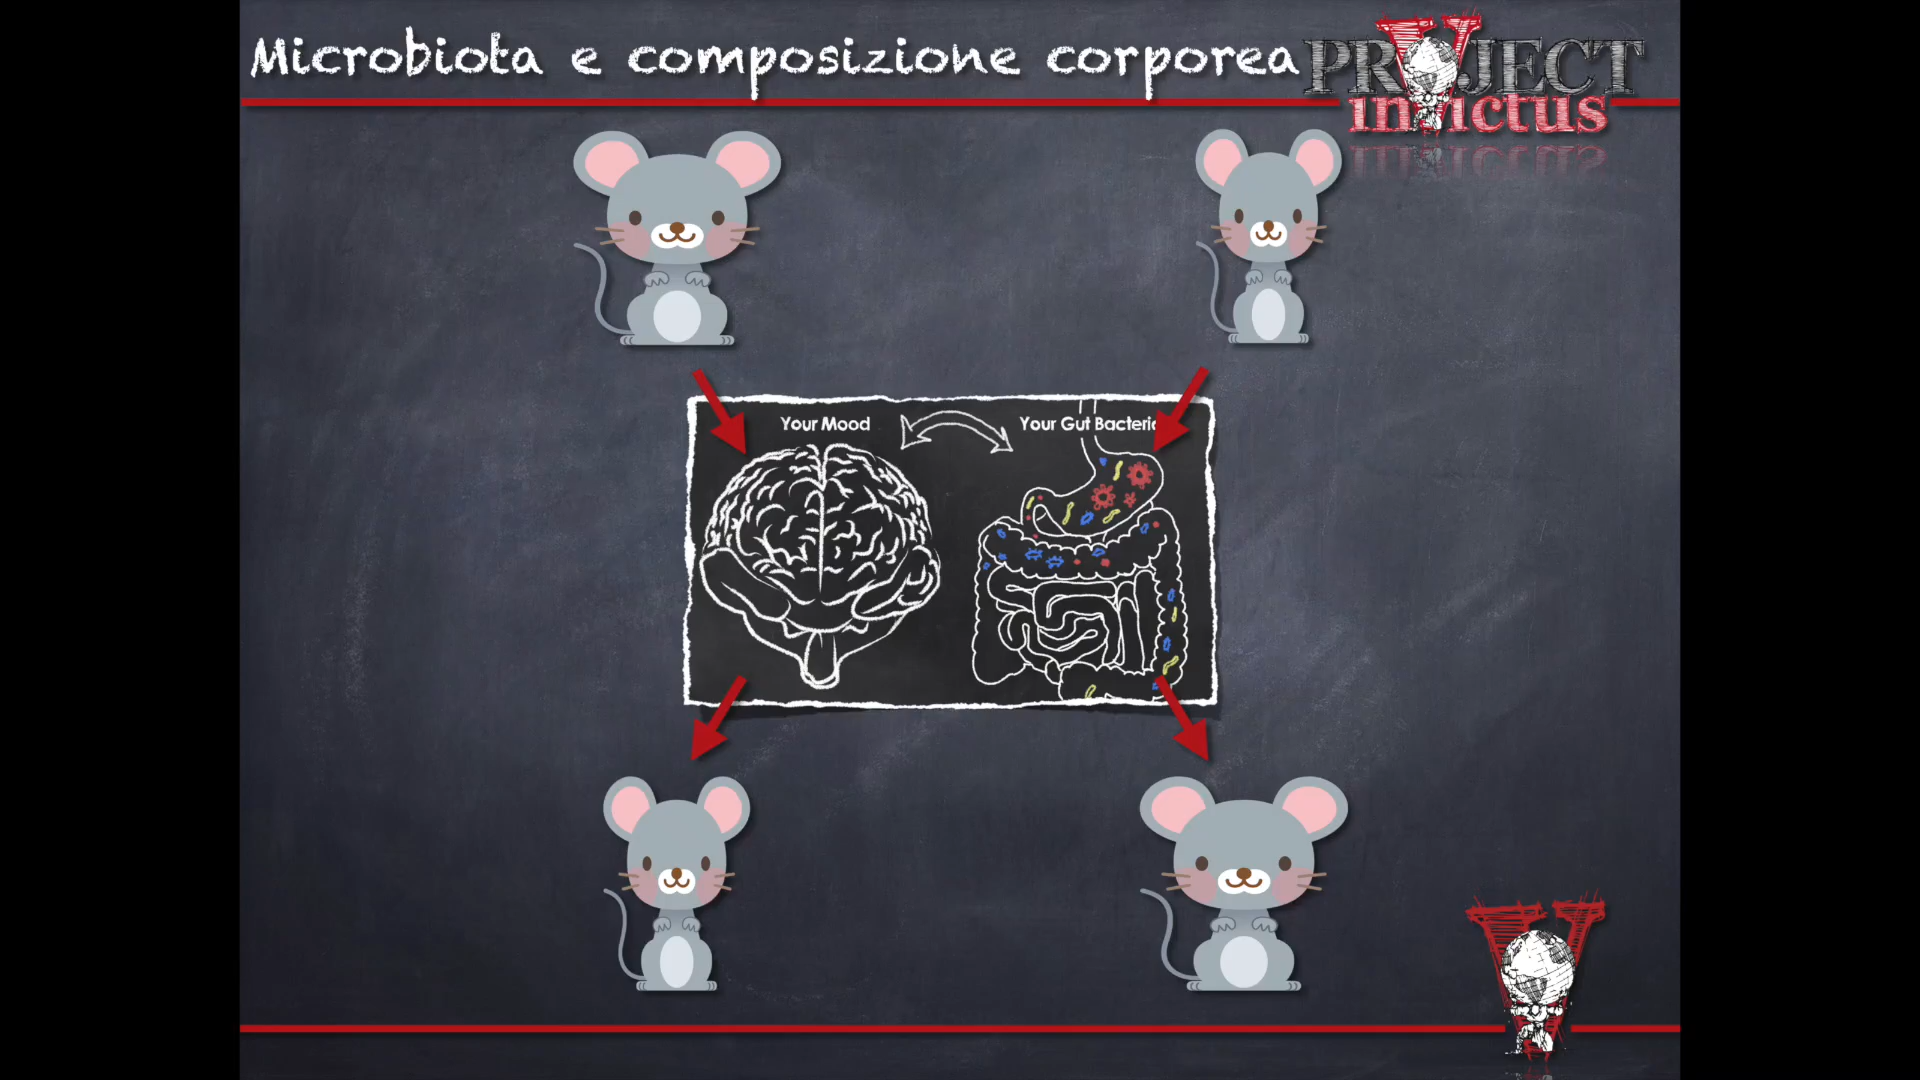 Microbiota e composizione corporea
PROJECT
invictus
Your Mood
Your Gut Bacteria